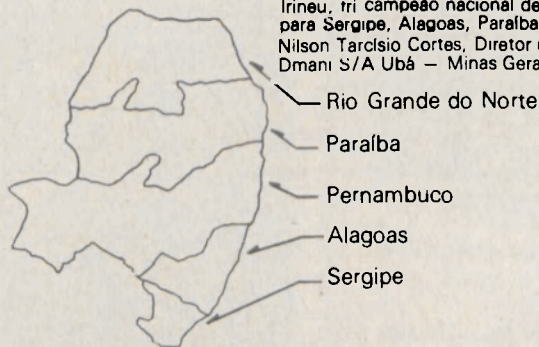 Irineu, tri campeão nacional de
para Sergipe, Alagoas, Paraíba
Nilson Tarcísio Cortes, Diretor
Dmani S/A Ubá — Minas Gera
Rio Grande do Norte
Paraíba
Pernambuco
Alagoas
Sergipe